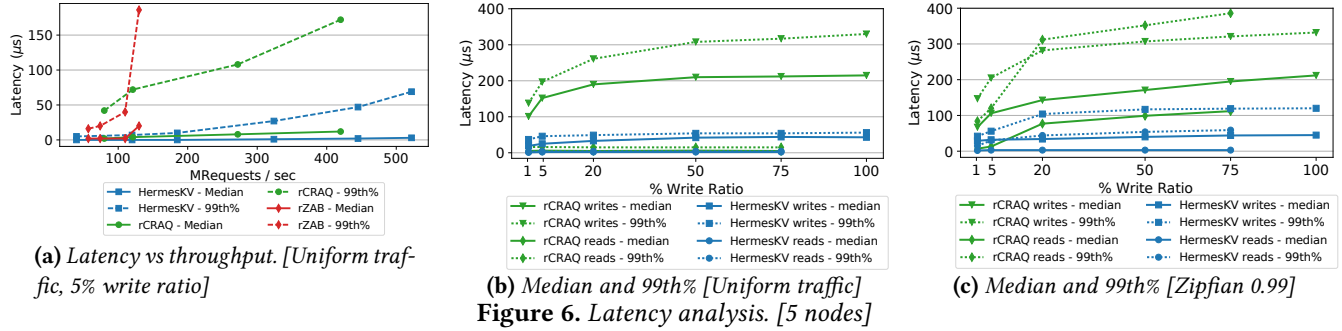 Latency (μs)
150
100
50
0
100 200 300 400 500
MRequests / sec
HermesKV - Median
HermesKV - 99th%
rCRAQ - Median
rCRAQ - 99th%
rZAB - Median
rZAB - 99th%
(a) Latency vs throughput. [Uniform traf-
fic, 5% write ratio]
Latency (μs)
400
300
200
100
0
1 5 20 50 75 100
% Write Ratio
rCRAQ writes - median
rCRAQ writes - 99th%
rCRAQ reads - median
rCRAQ reads - 99th%
HermesKV writes - median
HermesKV writes - 99th%
HermesKV reads - median
HermesKV reads - 99th%
(b) Median and 99th% [Uniform traffic]
Latency (μs)
400
300
200
100
0
1 5 20 50 75 100
% Write Ratio
rCRAQ writes - median
rCRAQ writes - 99th%
rCRAQ reads - median
rCRAQ reads - 99th%
HermesKV writes - median
HermesKV writes - 99th%
HermesKV reads - median
HermesKV reads - 99th%
(c) Median and 99th% [Zipfian 0.99]
Figure 6. Latency analysis. [5 nodes]